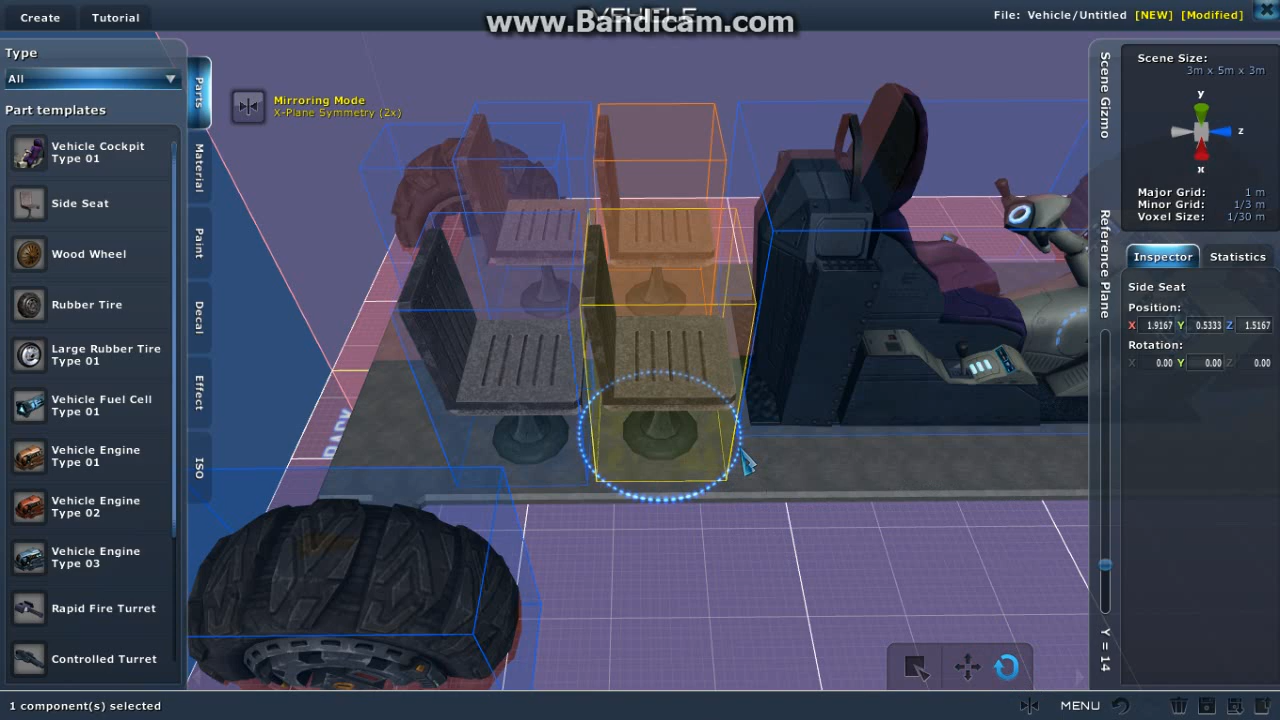 Create
Tutorial
VEHICLE
www.Bandicam.com
File: Vehicle/Untitled [NEW] [Modified]
Type
All
Part templates
Vehicle Cockpit
Type 01
Side Seat
Wood Wheel
Rubber Tire
Large Rubber Tire
Type 01
Vehicle Fuel Cell
Type 01
Vehicle Engine
Type 01
Vehicle Engine
Type 02
Vehicle Engine
Type 03
Rapid Fire Turret
Controlled Turret
Parts
Material
Paint
Decal
Effect
ISO
Mirroring Mode
X-Plane Symmetry (2x)
BACK
Scene Gizmo
Reference Plane
Y = 14
Scene Size:
3m x 5m x 3m
y
z
x
Major Grid: 1 m
Minor Grid: 1/3 m
Voxel Size: 1/30 m
Inspector
Statistics
Side Seat
Position:
X 1.9167 Y 0.5333 Z 1.5167
Rotation:
X 0.00 Y 0.00 Z 0.00
1 component(s) selected
MENU